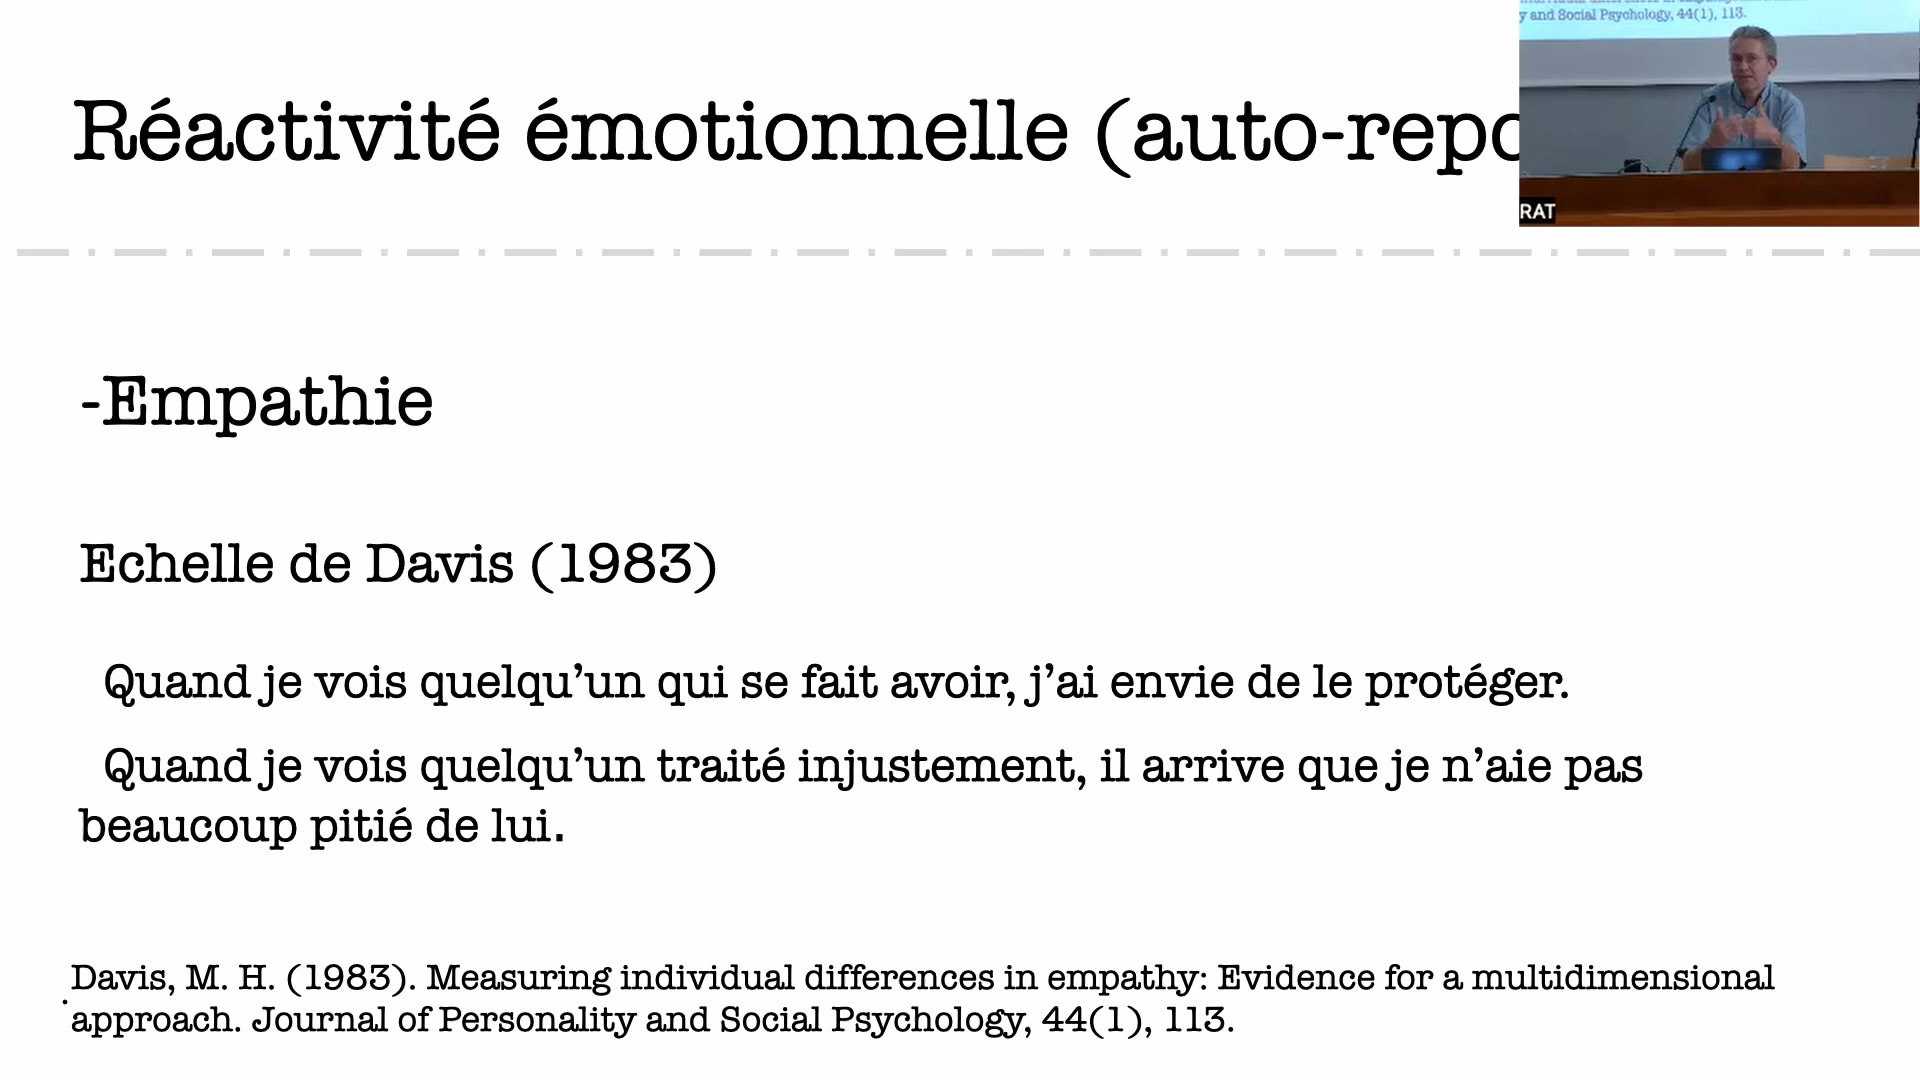 Réactivité émotionnelle (auto-repo
y and Social Psychology, 44(1), 113.
RAT
-Empathie
Echelle de Davis (1983)
Quand je vois quelqu’un qui se fait avoir, j’ai envie de le protéger.
Quand je vois quelqu’un traité injustement, il arrive que je n’aie pas
beaucoup pitié de lui.
Davis, M. H. (1983). Measuring individual differences in empathy: Evidence for a multidimensional
approach. Journal of Personality and Social Psychology, 44(1), 113.